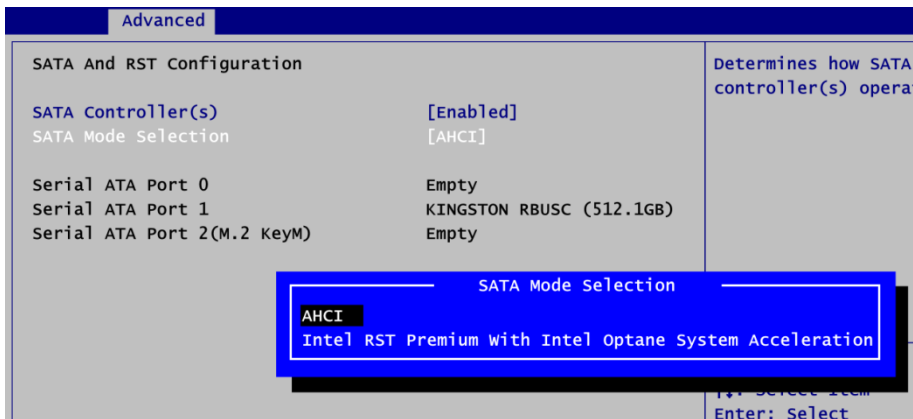 Advanced
SATA And RST Configuration
SATA Controller(s) [Enabled]
SATA Mode Selection [AHCI]
Serial ATA Port 0 Empty
Serial ATA Port 1 KINGSTON RBUSC (512.1GB)
Serial ATA Port 2(M.2 KeyM) Empty
Determines how SATA
controller(s)
SATA Mode Selection
AHCI
Intel RST Premium With Intel Optane System Acceleration
Select Item
Enter: Select